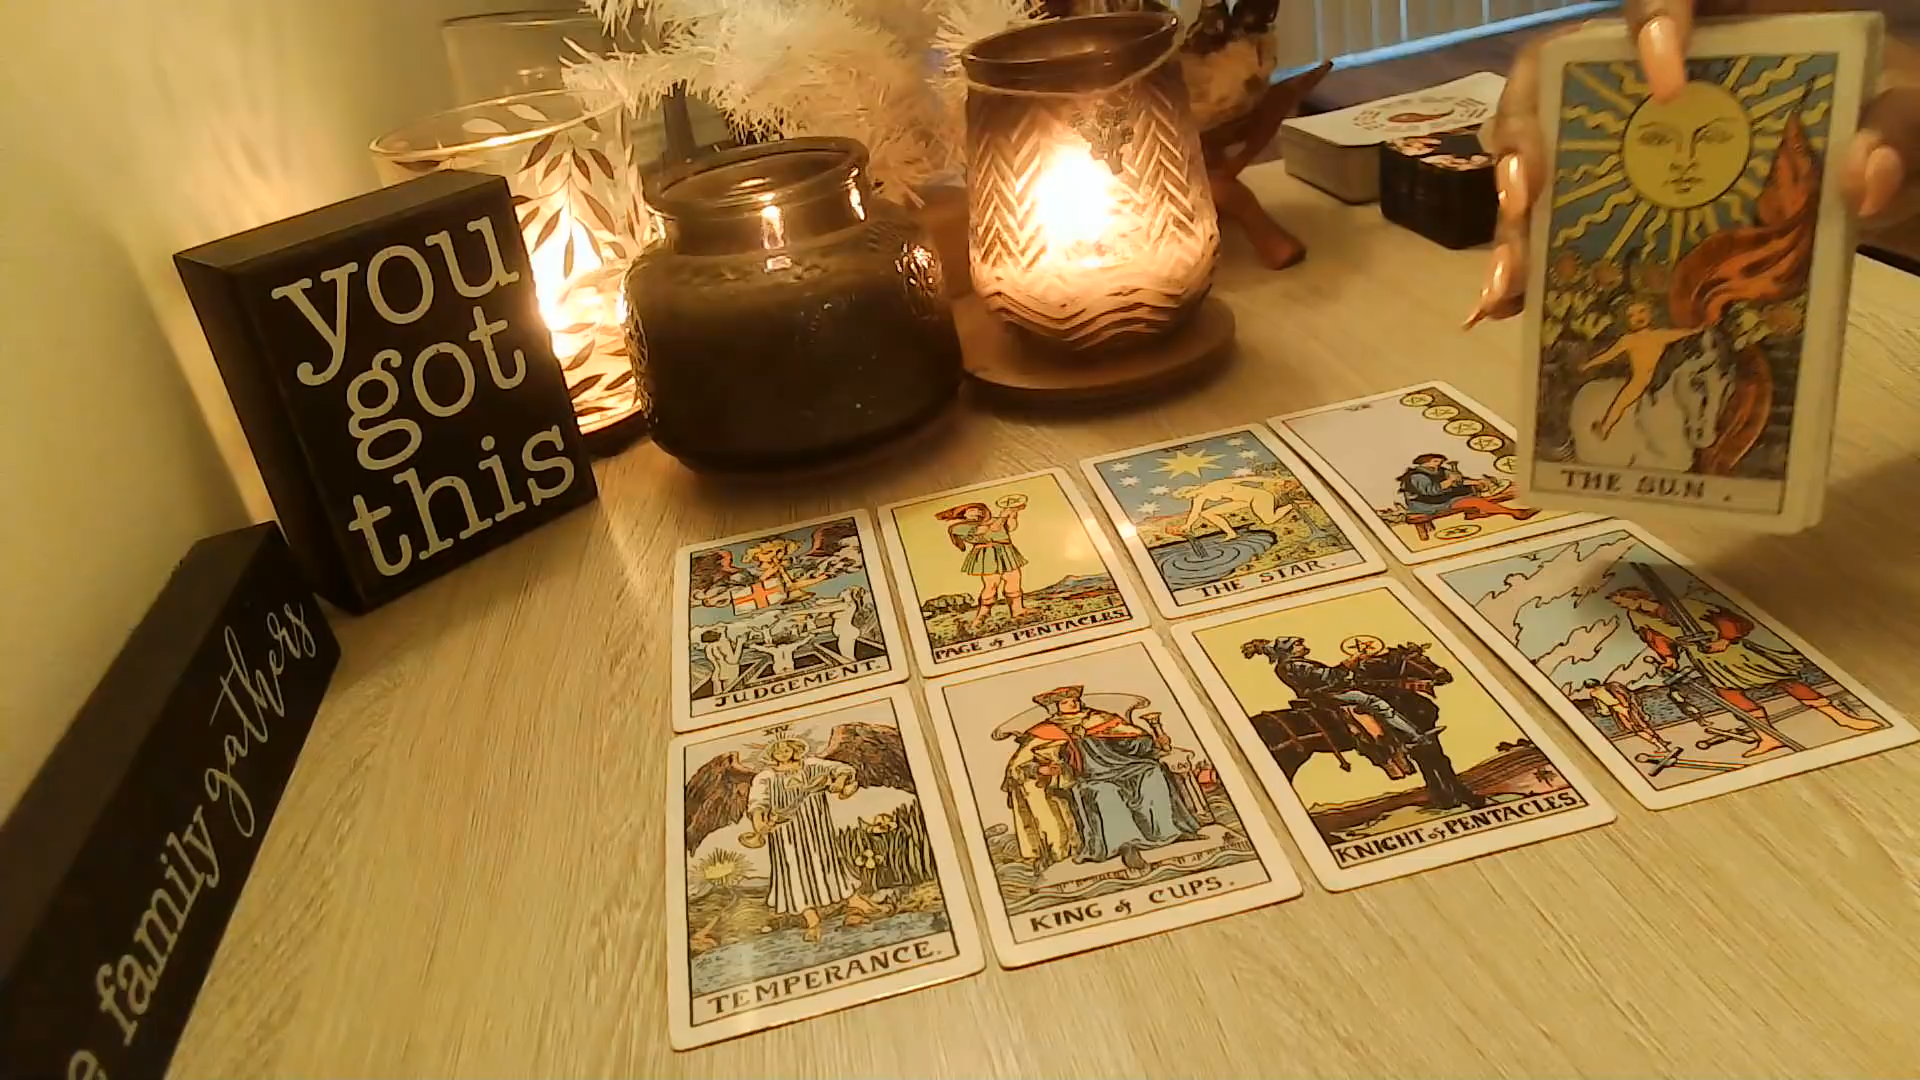 you
got
this
e family gathers
THE SUN.
JUDGEMENT.
PAGE of PENTACLES
THE STAR.
XIV
TEMPERANCE.
KING of CUPS.
KNIGHT of PENTACLES.